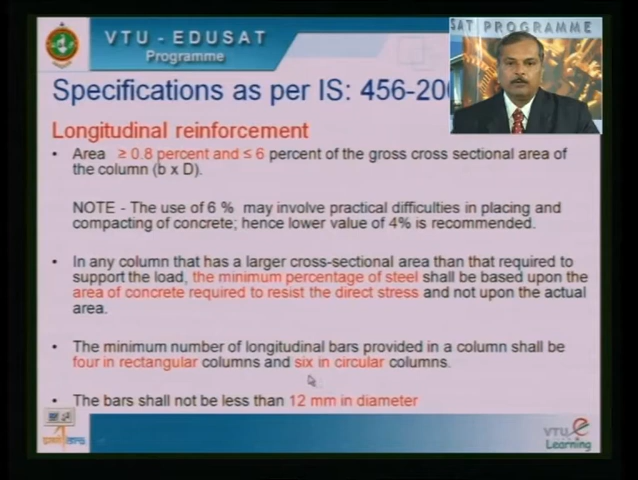 VTU - EDUSAT
Programme
SAT PROGRAMME
Specifications as per IS: 456-20
Longitudinal reinforcement
• Area ≥ 0.8 percent and ≤ 6 percent of the gross cross sectional area of
the column (b x D).
NOTE - The use of 6 % may involve practical difficulties in placing and
compacting of concrete; hence lower value of 4% is recommended.
• In any column that has a larger cross-sectional area than that required to
support the load, the minimum percentage of steel shall be based upon the
area of concrete required to resist the direct stress and not upon the actual
area.
• The minimum number of longitudinal bars provided in a column shall be
four in rectangular columns and six in circular columns.
• The bars shall not be less than 12 mm in diameter
VTU e
Learning